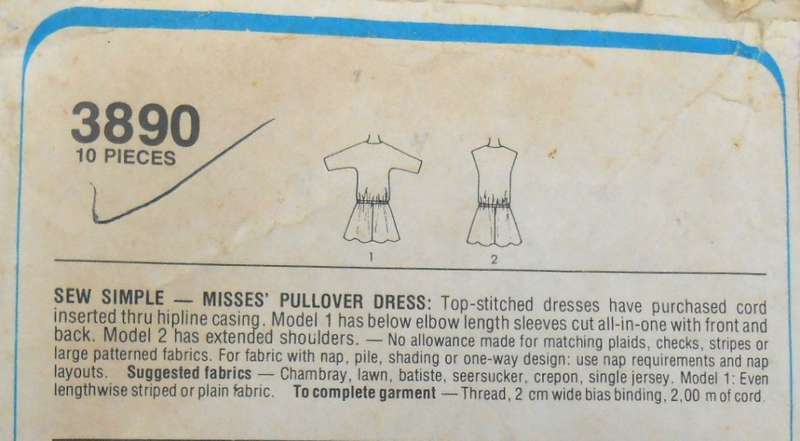 3890
10 PIECES
1
2
SEW SIMPLE — MISSES' PULLOVER DRESS: Top-stitched dresses have purchased cord
inserted thru hipline casing. Model 1 has below elbow length sleeves cut all-in-one with front and
back. Model 2 has extended shoulders. — No allowance made for matching plaids, checks, stripes or
large patterned fabrics. For fabric with nap, pile, shading or one-way design: use nap requirements and nap
layouts. Suggested fabrics — Chambray, lawn, batiste, seersucker, crepon, single jersey. Model 1: Even
lengthwise striped or plain fabric. To complete garment — Thread, 2 cm wide bias binding, 2,00 m of cord.